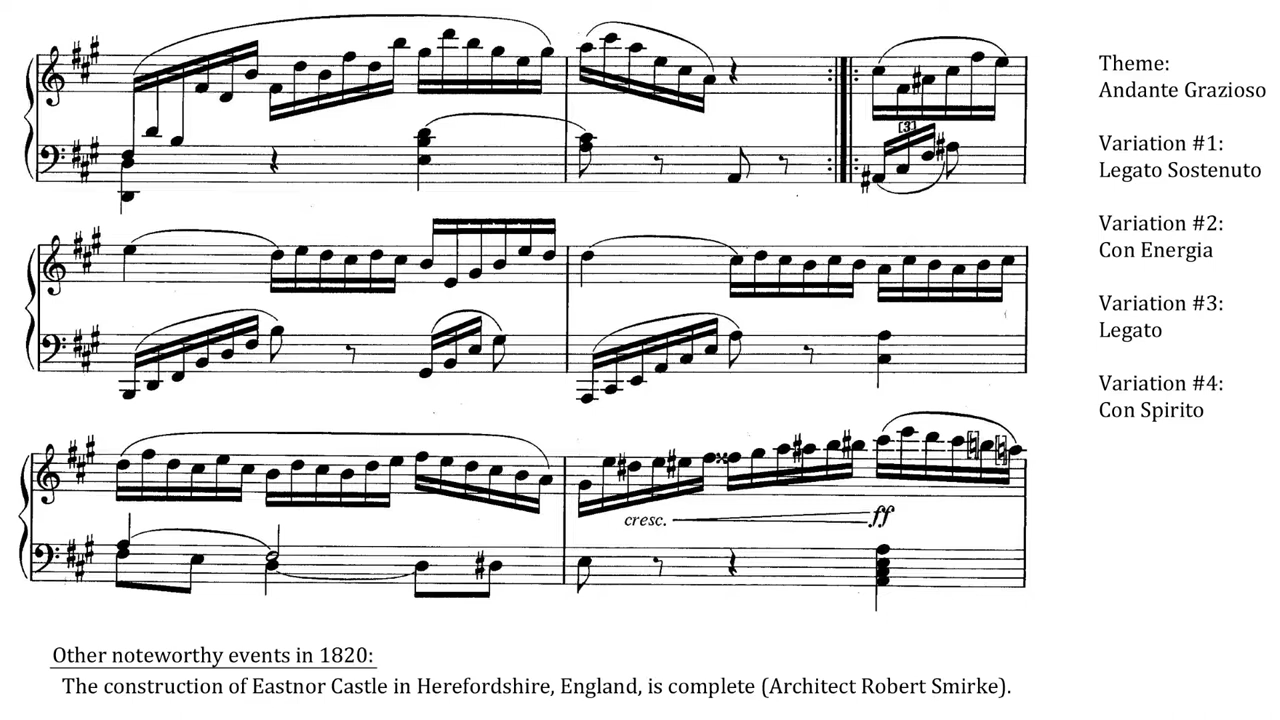 Theme:
Andante Grazioso
Variation #1:
Legato Sostenuto
Variation #2:
Con Energia
Variation #3:
Legato
Variation #4:
Con Spirito
[3]
cresc.
ff
Other noteworthy events in 1820:
The construction of Eastnor Castle in Herefordshire, England, is complete (Architect Robert Smirke).